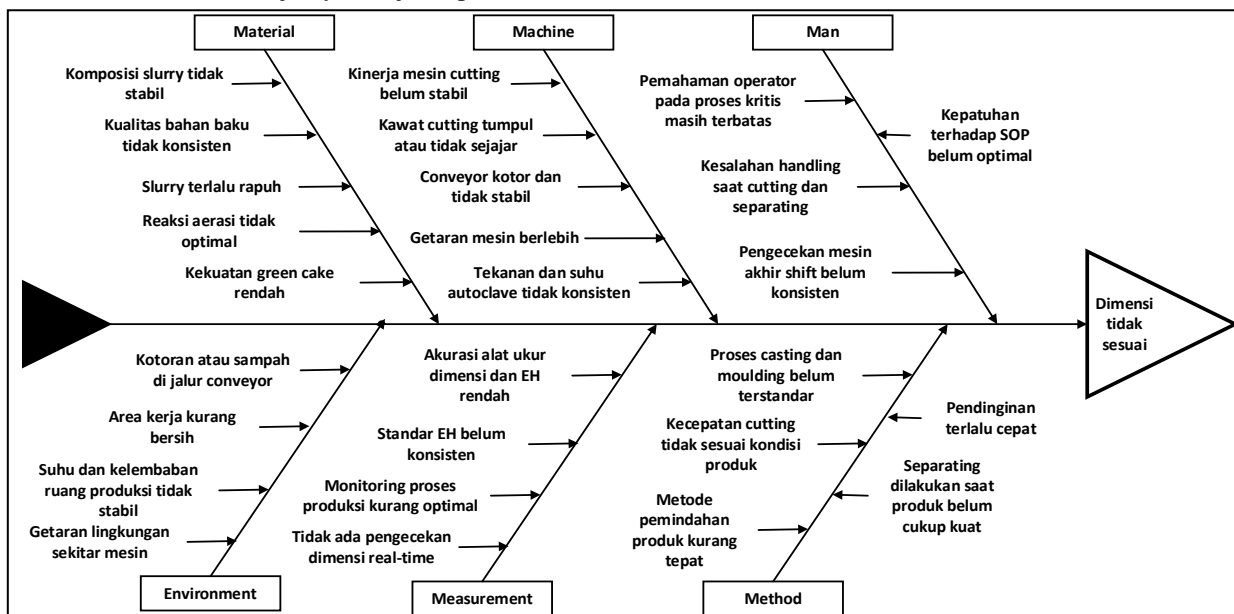 Material
Machine
Man
Komposisi slurry tidak
stabil
Kualitas bahan baku
tidak konsisten
Slurry terlalu rapuh
Reaksi aerasi tidak
optimal
Kekuatan green cake
rendah
Kinerja mesin cutting
belum stabil
Kawat cutting tumpul
atau tidak sejajar
Conveyor kotor dan
tidak stabil
Getaran mesin berlebih
Tekanan dan suhu
autoclave tidak konsisten
Pemahaman operator
pada proses kritis
masih terbatas
Kepatuhan
terhadap SOP
belum optimal
Kesalahan handling
saat cutting dan
separating
Pengecekan mesin
akhir shift belum
konsisten
Dimensi
tidak
sesuai
Kotoran atau sampah
di jalur conveyor
Area kerja kurang
bersih
Suhu dan kelembaban
ruang produksi tidak
stabil
Getaran lingkungan
sekitar mesin
Akurasi alat ukur
dimensi dan EH
rendah
Standar EH belum
konsisten
Monitoring proses
produksi kurang optimal
Tidak ada pengecekan
dimensi real-time
Proses casting dan
moulding belum
terstandar
Pendinginan
terlalu cepat
Kecepatan cutting
tidak sesuai kondisi
produk
Separating
dilakukan saat
produk belum
cukup kuat
Metode
pemindahan
produk kurang
tepat
Environment
Measurement
Method